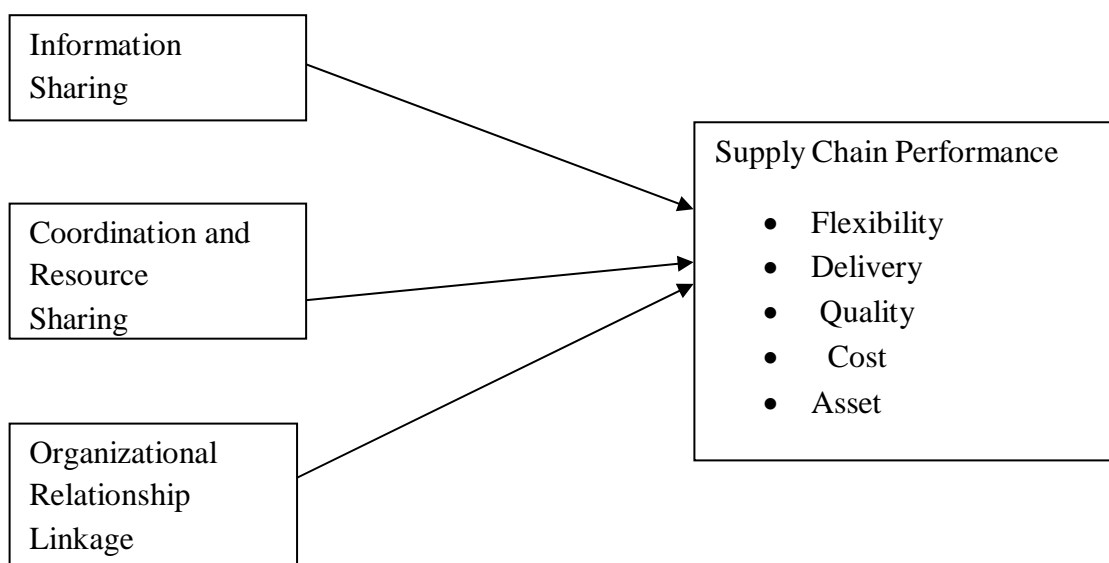 Information
Sharing
Coordination and
Resource
Sharing
Organizational
Relationship
Linkage
Supply Chain Performance
• Flexibility
• Delivery
• Quality
• Cost
• Asset